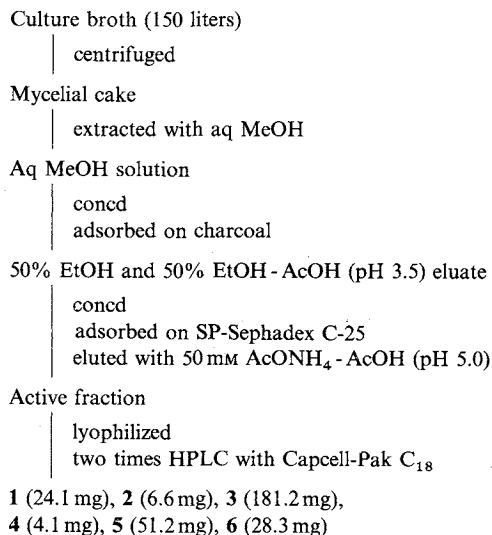 Culture broth (150 liters)
centrifuged
Mycelial cake
extracted with aq MeOH
Aq MeOH solution
concd
adsorbed on charcoal
50% EtOH and 50% EtOH-AcOH (pH 3.5) eluate
concd
adsorbed on SP-Sephadex C-25
eluted with 50 mM AcONH₄-AcOH (pH 5.0)
Active fraction
lyophilized
two times HPLC with Capcell-Pak C₁₈
1 (24.1 mg), 2 (6.6 mg), 3 (181.2 mg),
4 (4.1 mg), 5 (51.2 mg), 6 (28.3 mg)